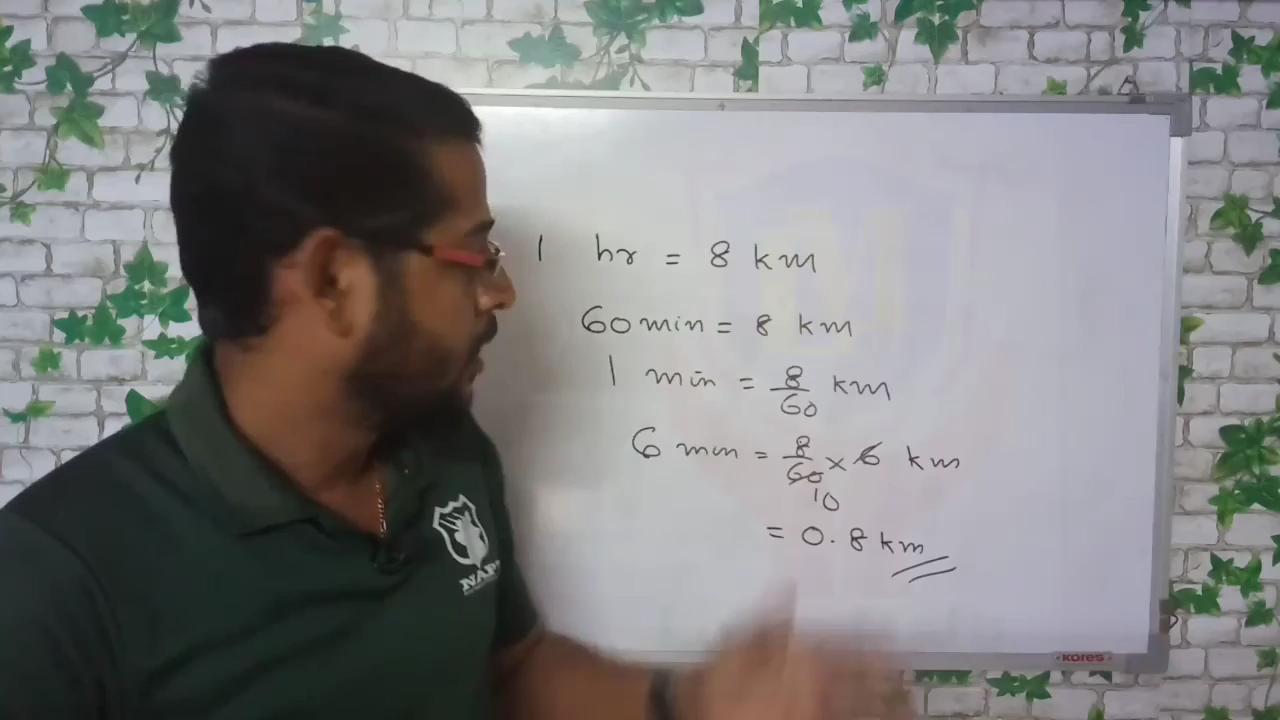 1 hr = 8 km
60 min = 8 km
1 min = 8/60 km
6 min = 8/60 × 6 km
10
= 0.8 km
KORES